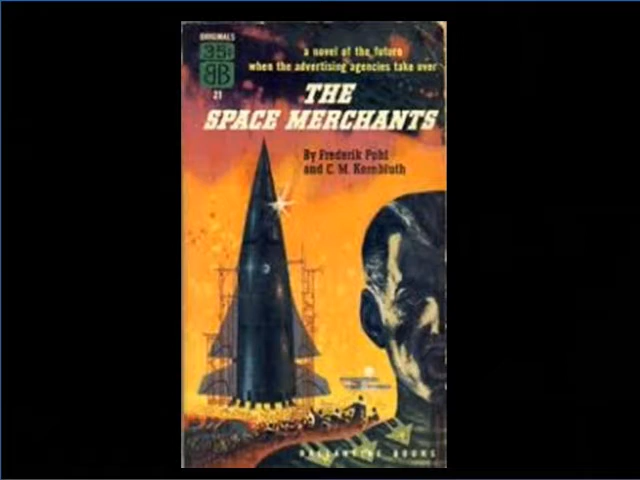 ORIGINALS
35¢
BB
21
a novel of the future
when the advertising agencies take over
THE
SPACE MERCHANTS
By Frederik Pohl
and C. M. Kornbluth
BALLANTINE BOOKS